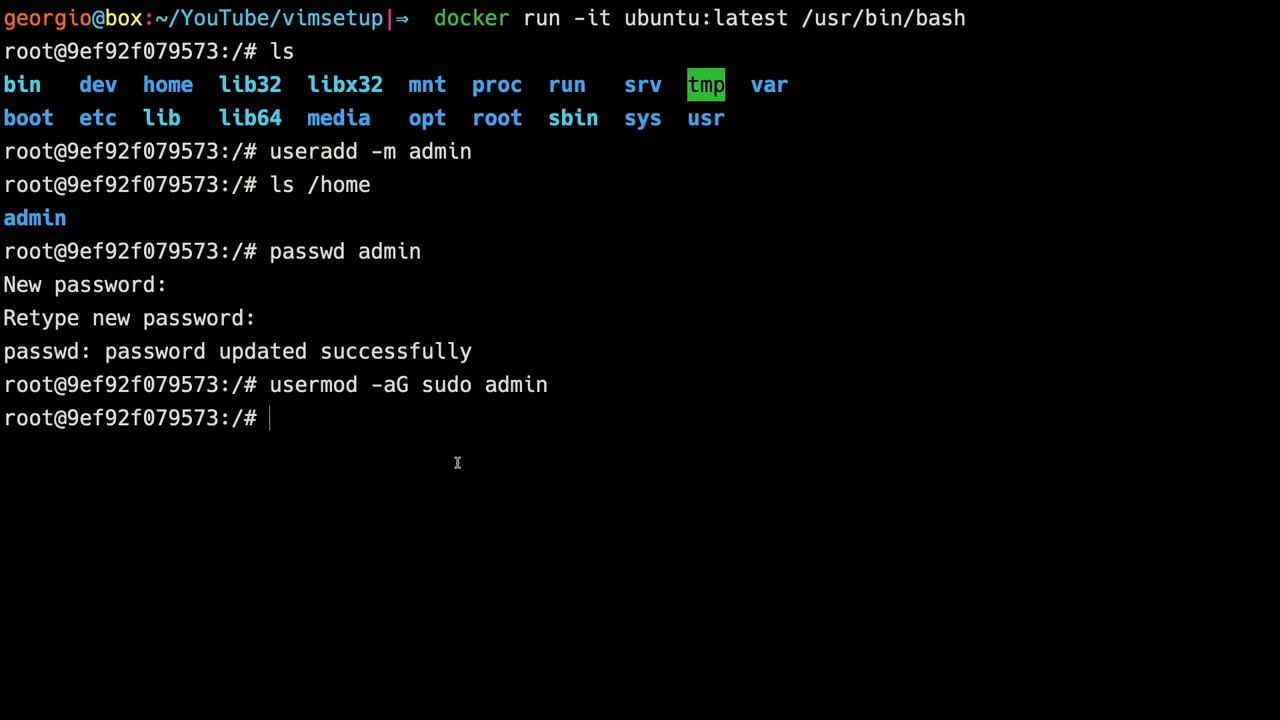 georgio@box:~/YouTube/vimsetup|⇒  docker run -it ubuntu:latest /usr/bin/bash
root@9ef92f079573:/# ls
bin   dev  home  lib32  libx32  mnt  proc  run   srv  tmp  var
boot  etc  lib   lib64  media   opt  root  sbin  sys  usr
root@9ef92f079573:/# useradd -m admin
root@9ef92f079573:/# ls /home
admin
root@9ef92f079573:/# passwd admin
New password:
Retype new password:
passwd: password updated successfully
root@9ef92f079573:/# usermod -aG sudo admin
root@9ef92f079573:/#